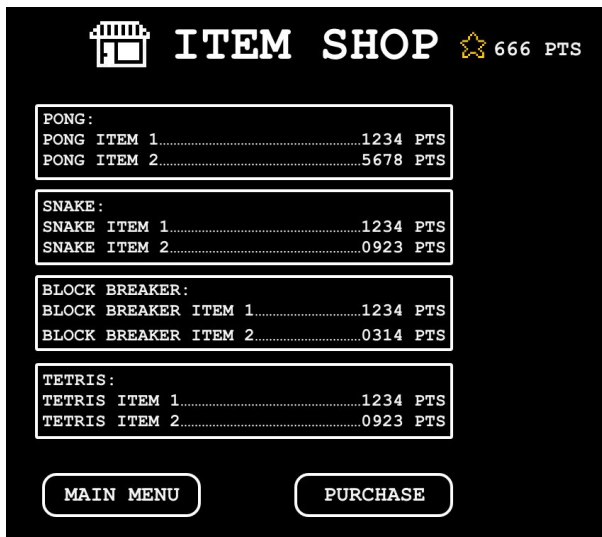 ITEM SHOP 666 PTS
PONG:
PONG ITEM 1........................................1234 PTS
PONG ITEM 2........................................5678 PTS
SNAKE:
SNAKE ITEM 1......................................1234 PTS
SNAKE ITEM 2......................................0923 PTS
BLOCK BREAKER:
BLOCK BREAKER ITEM 1.....................1234 PTS
BLOCK BREAKER ITEM 2.....................0314 PTS
TETRIS:
TETRIS ITEM 1....................................1234 PTS
TETRIS ITEM 2....................................0923 PTS
MAIN MENU PURCHASE